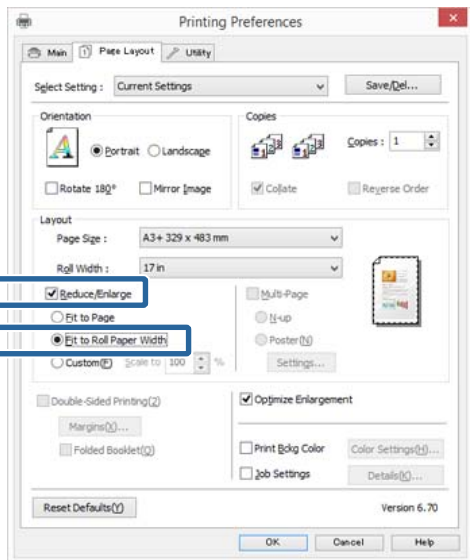 Printing Preferences
Main Page Layout Utility
Select Setting : Current Settings Save/Del...
Orientation Copies
A Portrait Landscape Copies : 1
Rotate 180° Mirror Image Collate Reverse Order
Layout
Page Size : A3+ 329 x 483 mm
Roll Width : 17 in
Reduce/Enlarge Multi-Page
Fit to Page N-up
Fit to Roll Paper Width Poster(N)
Custom(F) Scale to 100 % Settings...
Double-Sided Printing(2) Optimize Enlargement
Margins(X)...
Folded Booklet(O) Print Bckg Color Color Settings(H)...
Job Settings Details(K)...
Reset Defaults(Y) Version 6.70
OK Cancel Help